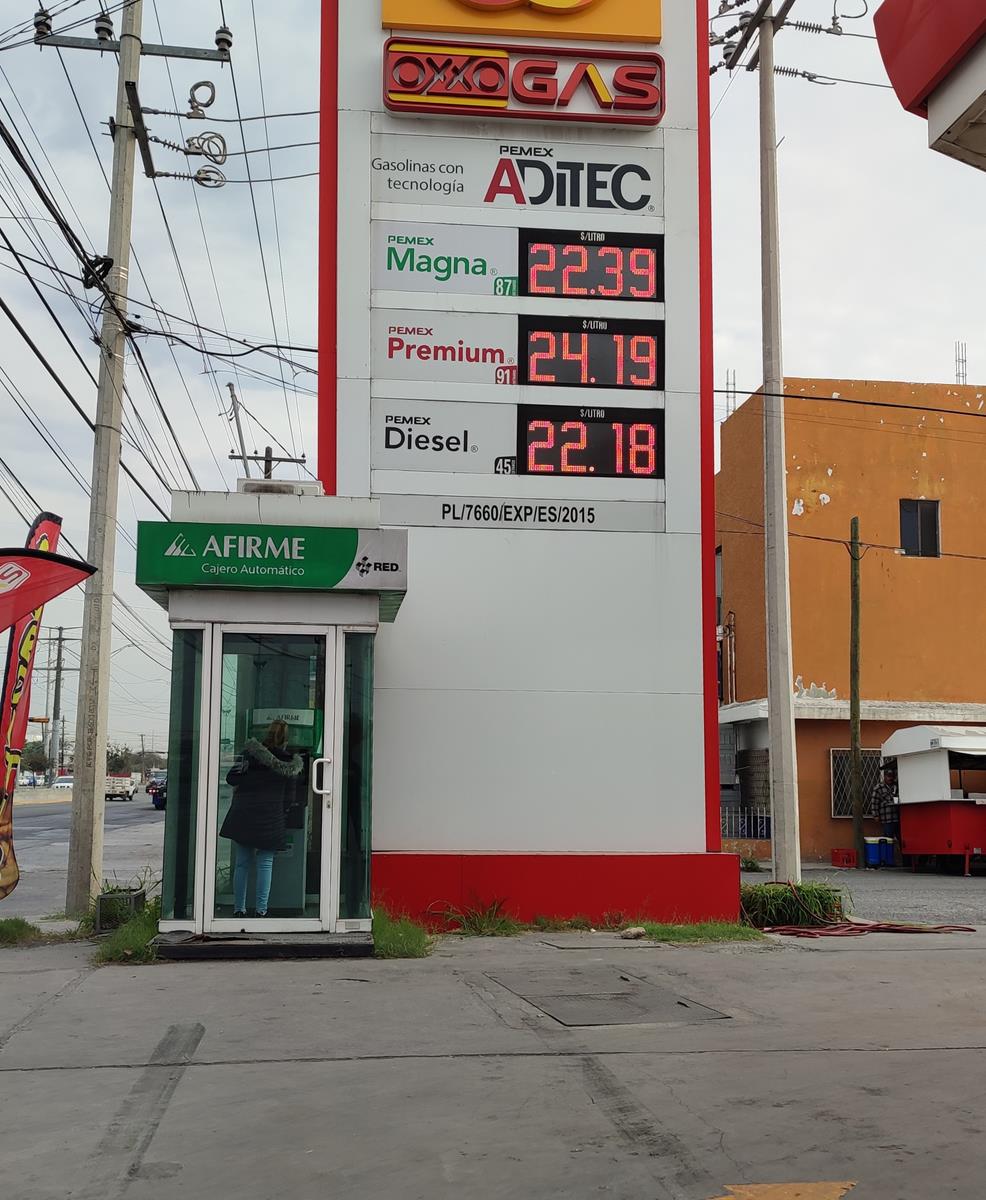 OXXO GAS
Gasolinas con
tecnología
PEMEX
ADITEC®
PEMEX
Magna®
87
$/LITRO
22.39
PEMEX
Premium®
91
$/LITRO
24.19
PEMEX
Diesel®
45
$/LITRO
22.18
PL/7660/EXP/ES/2015
AFIRME
Cajero Automático
RED
AFIRME